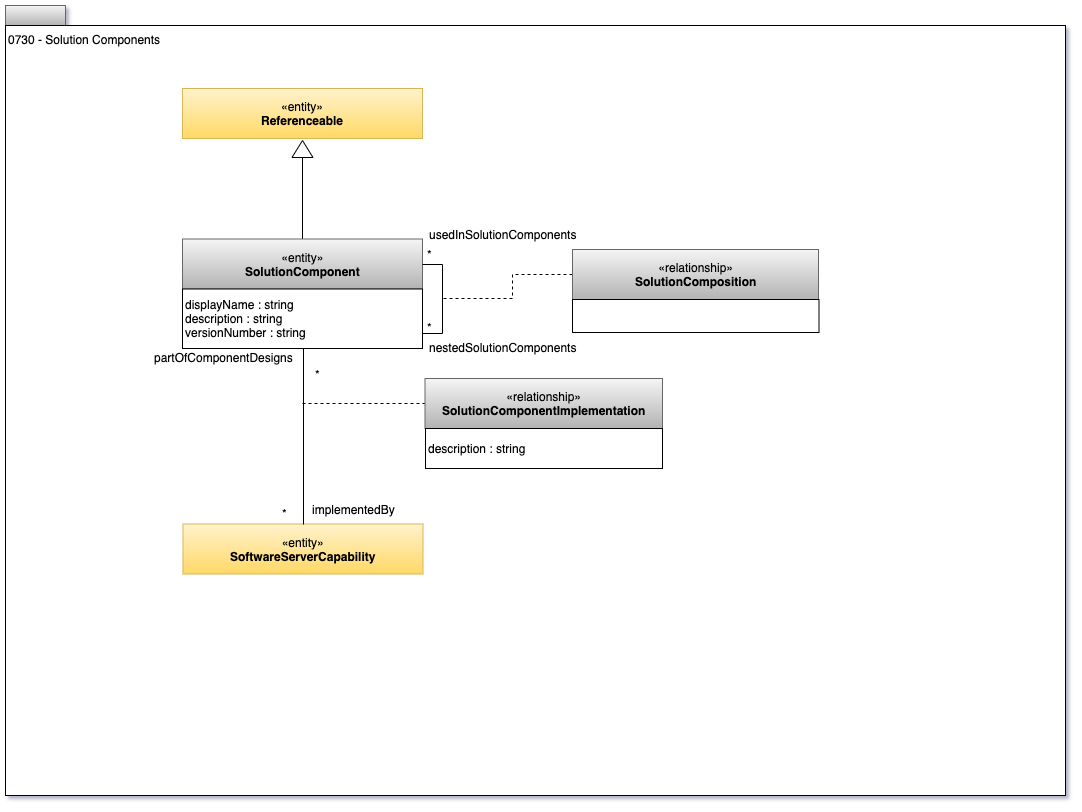 0730 - Solution Components
«entity»
Referenceable
usedInSolutionComponents
*
«entity»
SolutionComponent
«relationship»
SolutionComposition
displayName : string
description : string
versionNumber : string
*
nestedSolutionComponents
partOfComponentDesigns
*
«relationship»
SolutionComponentImplementation
description : string
* implementedBy
«entity»
SoftwareServerCapability